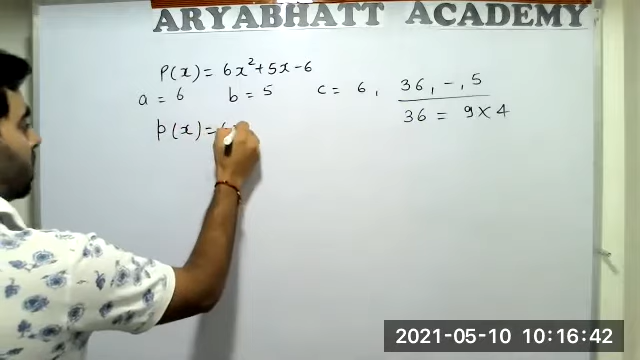 ARYABHATT ACADEMY
P(x) = 6x²+5x-6
a = 6 b = 5 c = 6, 36, -, 5
36 = 9×4
p(x)=
2021-05-10 10:16:42